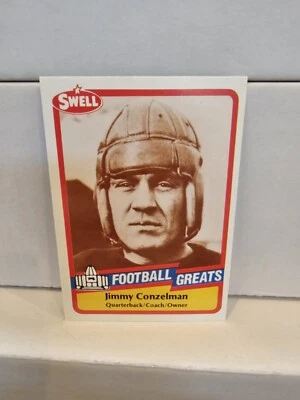 SWELL
FOOTBALL GREATS
Jimmy Conzelman
Quarterback/Coach/Owner